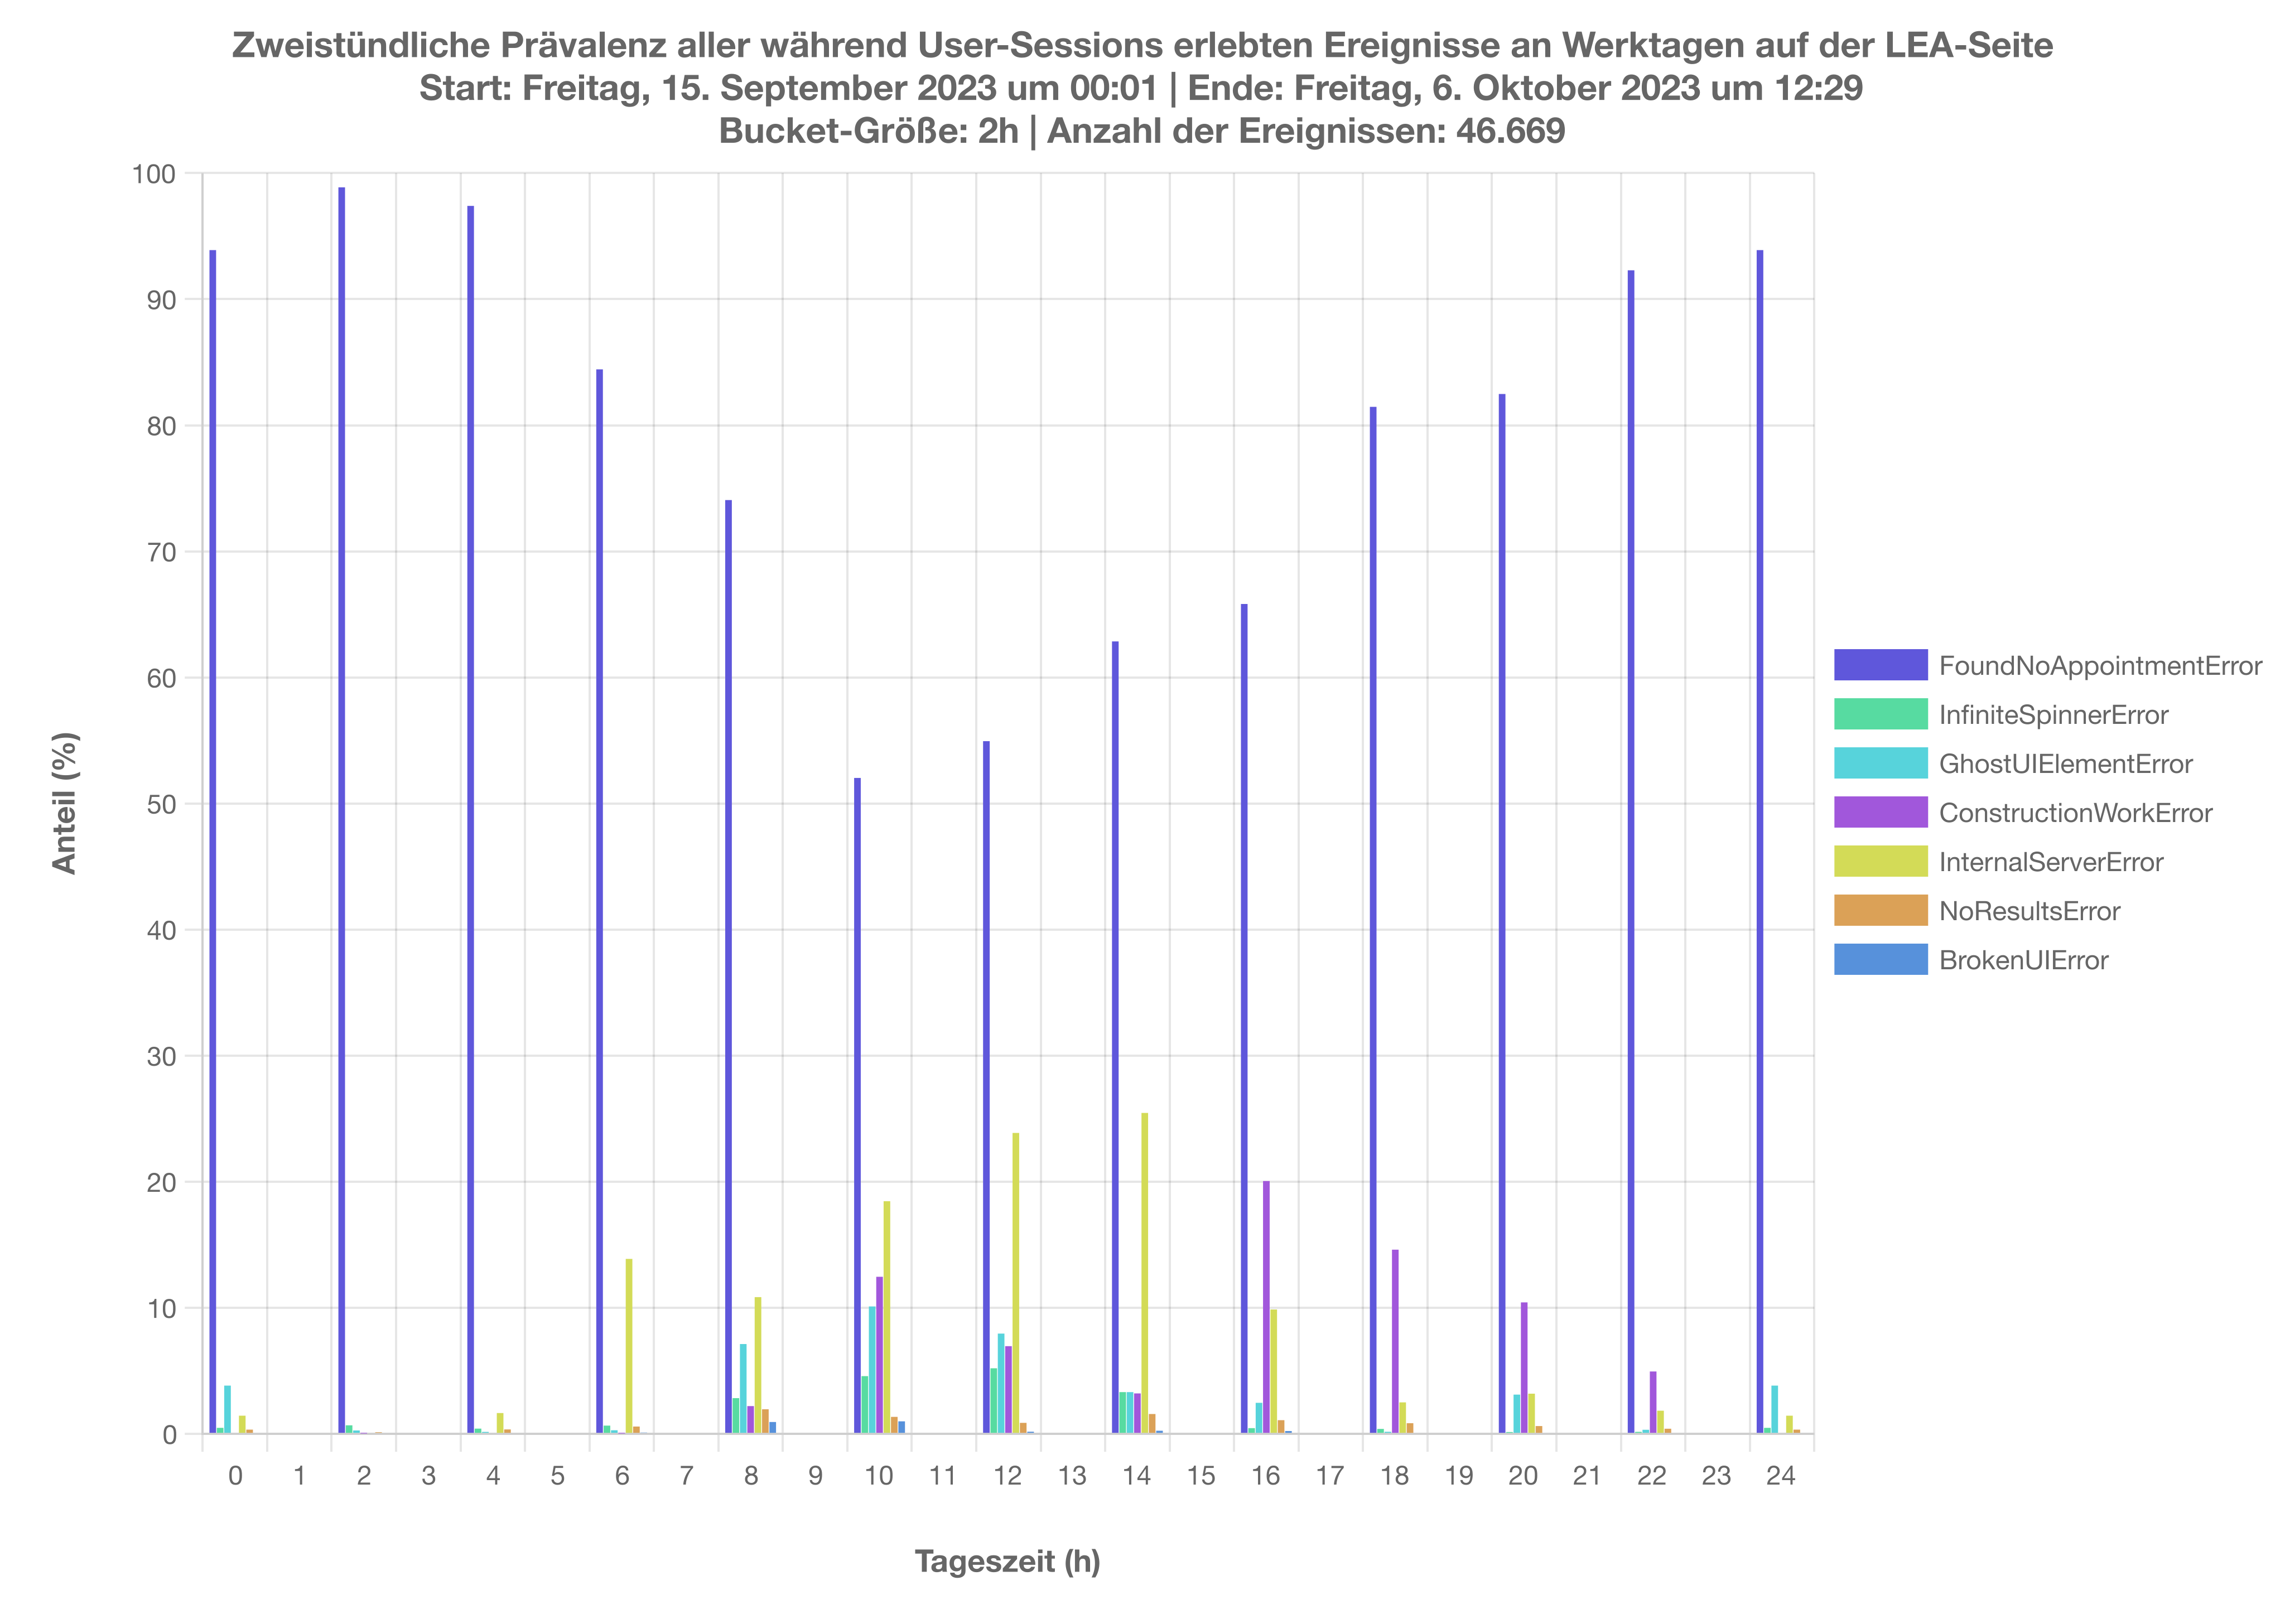 Zweistündliche Prävalenz aller während User-Sessions erlebten Ereignisse an Werktagen auf der LEA-Seite
Start: Freitag, 15. September 2023 um 00:01 | Ende: Freitag, 6. Oktober 2023 um 12:29
Bucket-Größe: 2h | Anzahl der Ereignissen: 46.669
100
90
80
70
60
50
40
30
20
10
0
Anteil (%)
0 1 2 3 4 5 6 7 8 9 10 11 12 13 14 15 16 17 18 19 20 21 22 23 24
Tageszeit (h)
FoundNoAppointmentError
InfiniteSpinnerError
GhostUIElementError
ConstructionWorkError
InternalServerError
NoResultsError
BrokenUIError